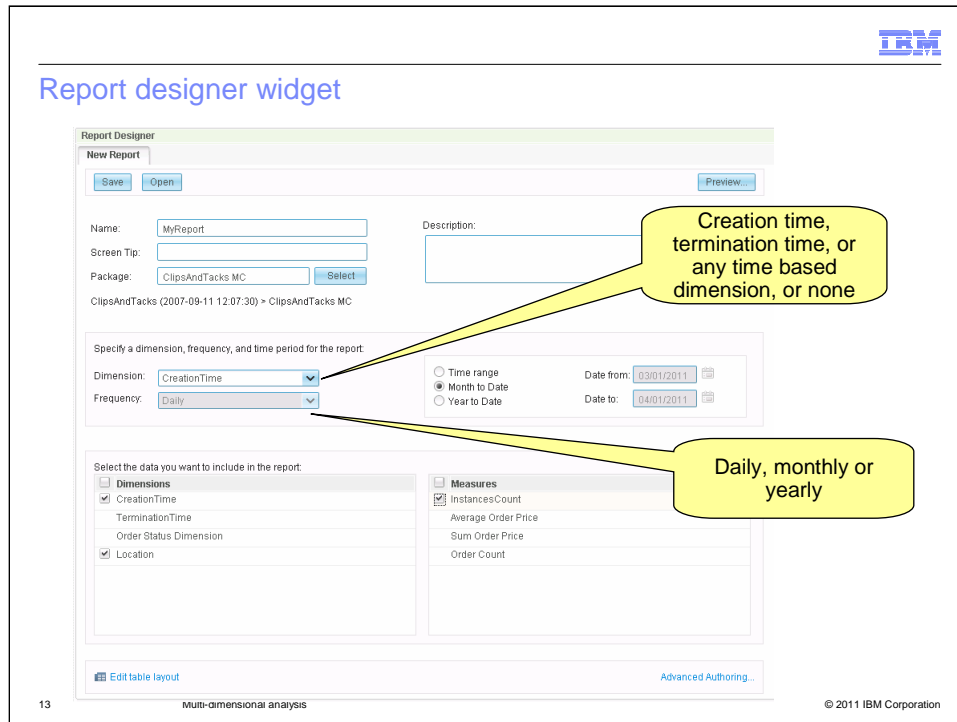 IBM
Report designer widget
Report Designer
New Report
Save
Open
Preview...
Name:
MyReport
Description:
Screen Tip:
Package:
ClipsAndTacks MC
Select
ClipsAndTacks (2007-09-11 12:07:30) > ClipsAndTacks MC
Creation time,
termination time, or
any time based
dimension, or none
Specify a dimension, frequency, and time period for the report:
Dimension:
CreationTime
Frequency:
Daily
Time range
Month to Date
Year to Date
Date from:
03/01/2011
Date to:
04/01/2011
Daily, monthly or
yearly
Select the data you want to include in the report:
Dimensions
CreationTime
TerminationTime
Order Status Dimension
Location
Measures
InstancesCount
Average Order Price
Sum Order Price
Order Count
Edit table layout
Advanced Authoring...
13
Multi-dimensional analysis
© 2011 IBM Corporation